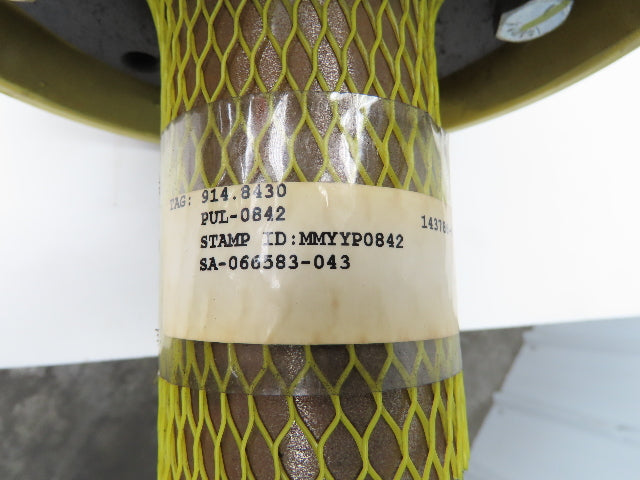 TAG: 914.8430
PUL-0842
STAMP ID:MMYYP0842
SA-066583-043